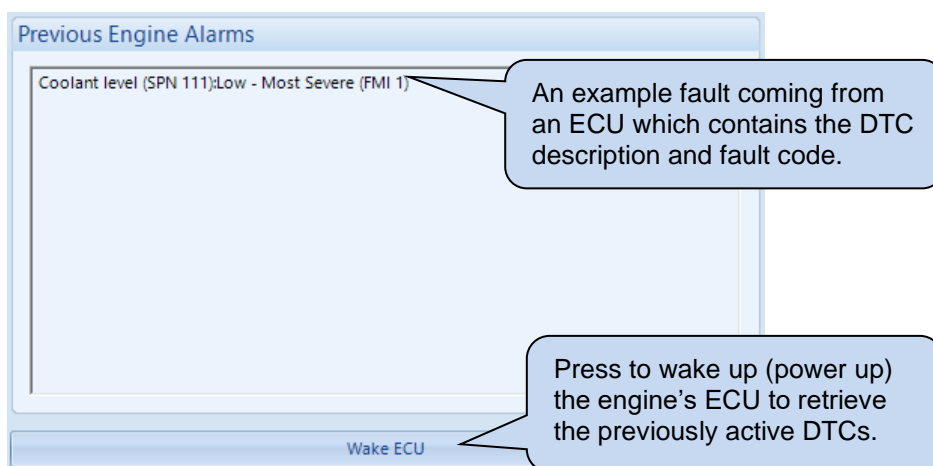 Previous Engine Alarms
Coolant level (SPN 111):Low - Most Severe (FMI 1)
An example fault coming from
an ECU which contains the DTC
description and fault code.
Press to wake up (power up)
the engine’s ECU to retrieve
the previously active DTCs.
Wake ECU